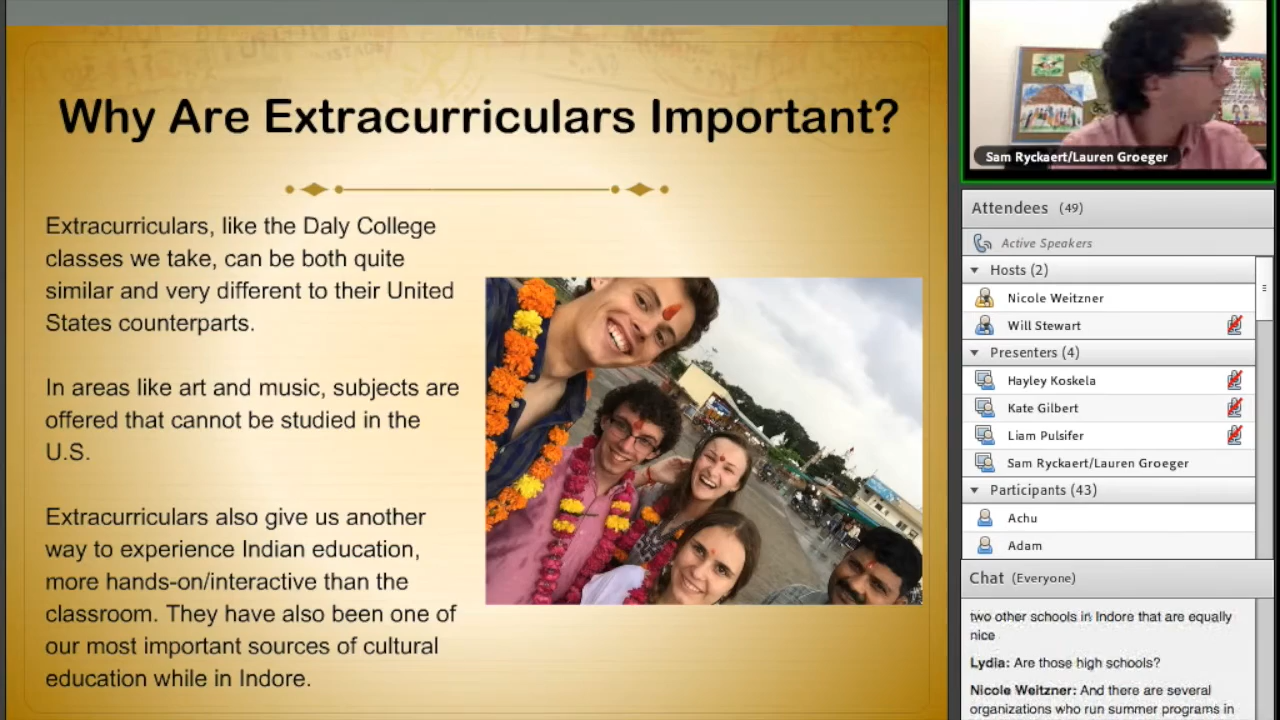 Why Are Extracurriculars Important?
Extracurriculars, like the Daly College
classes we take, can be both quite
similar and very different to their United
States counterparts.
In areas like art and music, subjects are
offered that cannot be studied in the
U.S.
Extracurriculars also give us another
way to experience Indian education,
more hands-on/interactive than the
classroom. They have also been one of
our most important sources of cultural
education while in Indore.
Sam Ryckaert/Lauren Groeger
Attendees (49)
Active Speakers
Hosts (2)
Nicole Weitzner
Will Stewart
Presenters (4)
Hayley Koskela
Kate Gilbert
Liam Pulsifer
Sam Ryckaert/Lauren Groeger
Participants (43)
Achu
Adam
Chat (Everyone)
two other schools in Indore that are equally
nice
Lydia: Are those high schools?
Nicole Weitzner: And there are several
organizations who run summer programs in